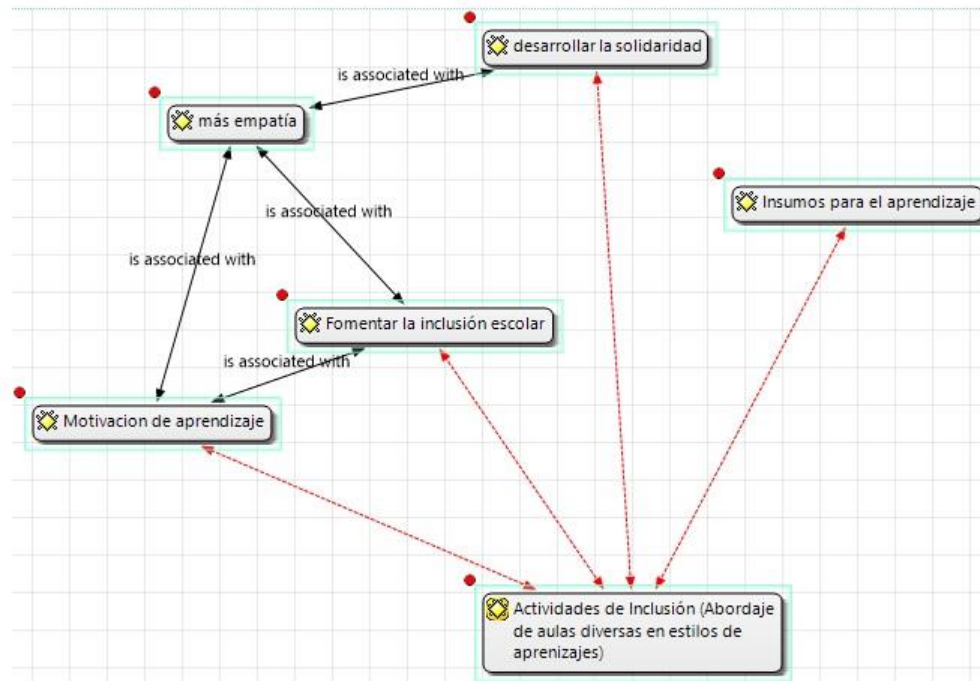 desarrollar la solidaridad
is associated with
más empatía
Insumos para el aprendizaje
is associated with
is associated with
Fomentar la inclusión escolar
is associated with
Motivacion de aprendizaje
Actividades de Inclusión (Abordaje
de aulas diversas en estilos de
aprenizajes)